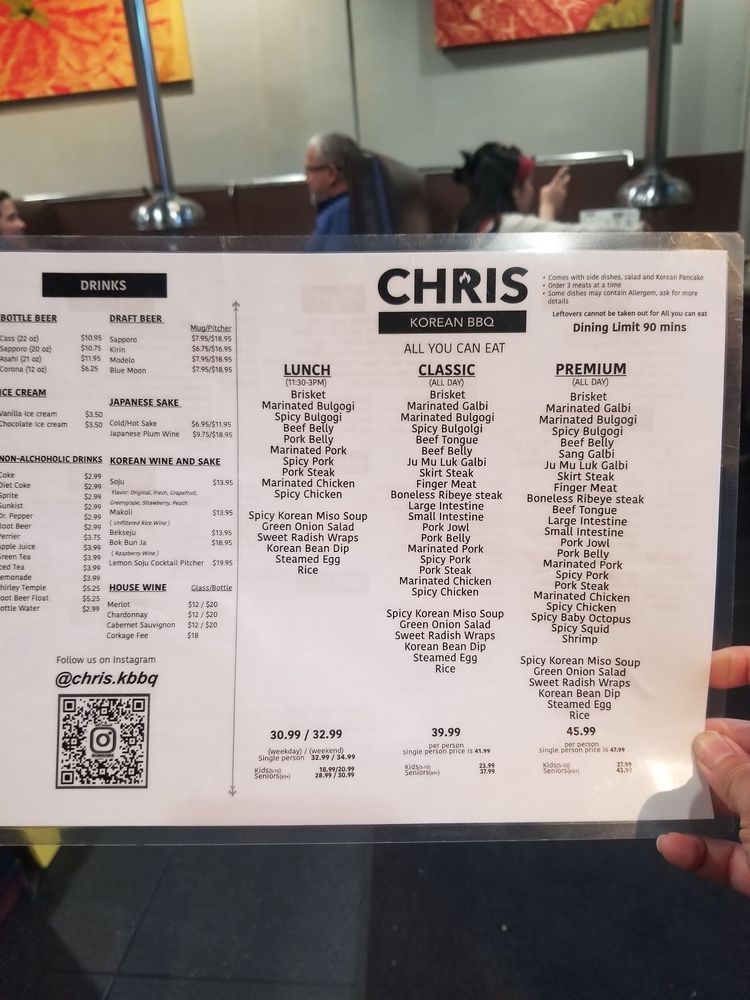 DRINKS
BOTTLE BEER
Cass (22 oz) $10.95
Sapporo (20 oz) $10.75
Asahi (21 oz) $11.95
Corona (12 oz) $6.25
ICE CREAM
Vanilla Ice cream $3.50
Chocolate Ice cream $3.50
NON-ALCHOHOLIC DRINKS
Coke $2.99
Diet Coke $2.99
Sprite $2.99
Sunkist $2.99
Dr. Pepper $2.99
Root Beer $2.99
Perrier $3.75
Apple Juice $3.99
Green Tea $3.99
Iced Tea $3.99
Lemonade $3.99
Shirley Temple $5.25
Root Beer Float $5.25
Bottle Water $2.99
DRAFT BEER
Mug/Pitcher
Sapporo $7.95/$18.95
Kirin $6.75/$16.95
Modelo $7.95/$18.95
Blue Moon $7.95/$18.95
JAPANESE SAKE
Cold/Hot Sake $6.95/$11.95
Japanese Plum Wine $9.75/$18.95
KOREAN WINE AND SAKE
Soju $13.95
Flavor: Original, Fresh, Grapefruit,
Greengrape, Strawberry, Peach
Makoli $13.95
( Unfiltered Rice Wine )
Bekseju $13.95
Bok Bun Ja $18.95
( Raspberry Wine )
Lemon Soju Cocktail Pitcher $19.95
HOUSE WINE Glass/Bottle
Merlot $12 / $20
Chardonnay $12 / $20
Cabernet Sauvignon $12 / $20
Corkage Fee $18
Follow us on Instagram
@chris.kbbq
CHRIS
KOREAN BBQ
ALL YOU CAN EAT
• Comes with side dishes, salad and Korean Pancake
• Order 3 meats at a time
• Some dishes may contain Allergem, ask for more
details
Leftovers cannot be taken out for All you can eat
Dining Limit 90 mins
LUNCH
(11:30-3PM)
Brisket
Marinated Bulgogi
Spicy Bulgogi
Beef Belly
Pork Belly
Marinated Pork
Spicy Pork
Pork Steak
Marinated Chicken
Spicy Chicken
Spicy Korean Miso Soup
Green Onion Salad
Sweet Radish Wraps
Korean Bean Dip
Steamed Egg
Rice
30.99 / 32.99
(weekday) / (weekend)
Single person 32.99 / 34.99
Kids(5-10) 18.99/20.99
Seniors(65+) 28.99 / 30.99
CLASSIC
(ALL DAY)
Brisket
Marinated Galbi
Marinated Bulgogi
Spicy Bulgolgi
Beef Tongue
Beef Belly
Ju Mu Luk Galbi
Skirt Steak
Finger Meat
Boneless Ribeye steak
Large Intestine
Small Intestine
Pork Jowl
Pork Belly
Marinated Pork
Spicy Pork
Pork Steak
Marinated Chicken
Spicy Chicken
Spicy Korean Miso Soup
Green Onion Salad
Sweet Radish Wraps
Korean Bean Dip
Steamed Egg
Rice
39.99
per person
single person price is 41.99
Kids(5-10) 23.99
Seniors(65+) 37.99
PREMIUM
(ALL DAY)
Brisket
Marinated Galbi
Marinated Bulgogi
Spicy Bulgogi
Beef Belly
Sang Galbi
Ju Mu Luk Galbi
Skirt Steak
Finger Meat
Boneless Ribeye steak
Beef Tongue
Large Intestine
Small Intestine
Pork Jowl
Pork Belly
Marinated Pork
Spicy Pork
Pork Steak
Marinated Chicken
Spicy Chicken
Spicy Baby Octopus
Spicy Squid
Shrimp
Spicy Korean Miso Soup
Green Onion Salad
Sweet Radish Wraps
Korean Bean Dip
Steamed Egg
Rice
45.99
per person
single person price is 47.99
Kids(5-10) 27.99
Seniors(65+) 43.99